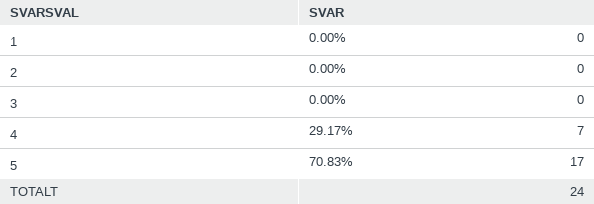 SVARSVAL SVAR
1 0.00% 0
2 0.00% 0
3 0.00% 0
4 29.17% 7
5 70.83% 17
TOTALT 24